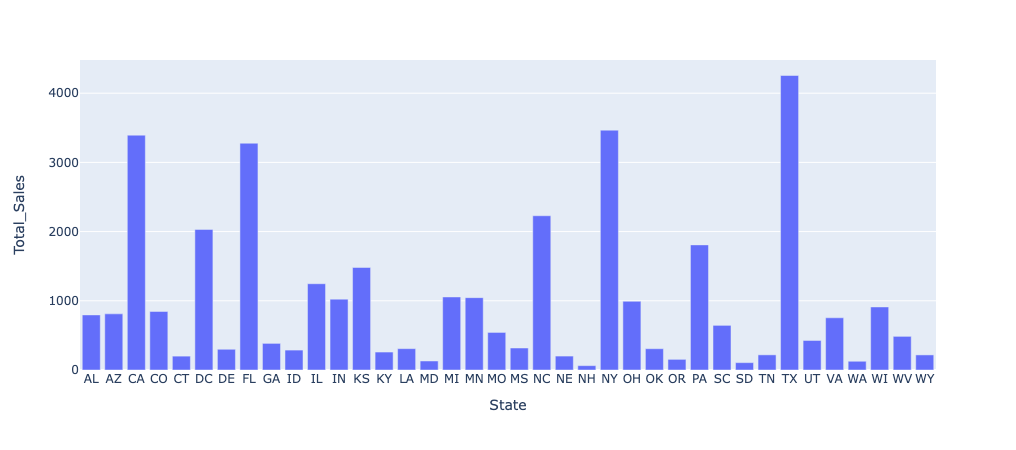 4000
3000
2000
1000
0
Total_Sales
AL AZ CA CO CT DC DE FL GA ID IL IN KS KY LA MD MI MN MO MS NC NE NH NY OH OK OR PA SC SD TN TX UT VA WA WI WV WY
State